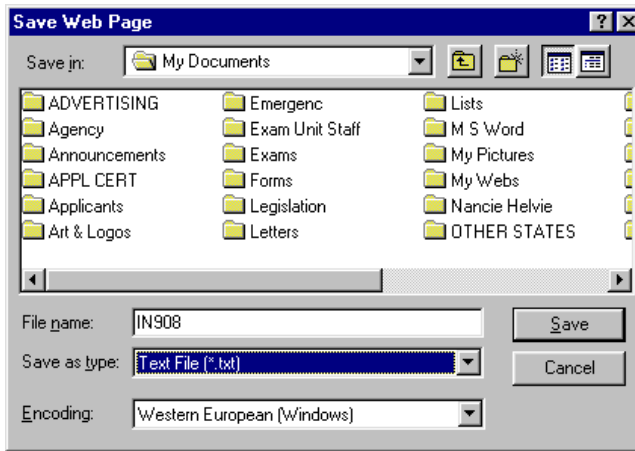 Save Web Page
Save in: My Documents
ADVERTISING Emergenc Lists
Agency Exam Unit Staff M S Word
Announcements Exams My Pictures
APPL CERT Forms My Webs
Applicants Legislation Nancie Helvie
Art & Logos Letters OTHER STATES
File name: IN908 Save
Save as type: Text File (*.txt) Cancel
Encoding: Western European (Windows)